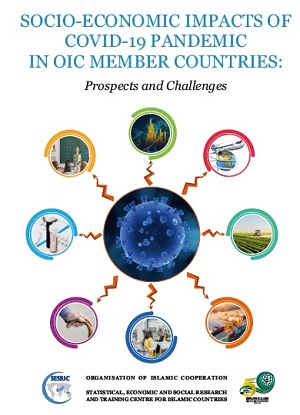 SOCIO-ECONOMIC IMPACTS OF
COVID-19 PANDEMIC
IN OIC MEMBER COUNTRIES:
Prospects and Challenges
SESRIC
ORGANISATION OF ISLAMIC COOPERATION
STATISTICAL, ECONOMIC AND SOCIAL RESEARCH
AND TRAINING CENTRE FOR ISLAMIC COUNTRIES